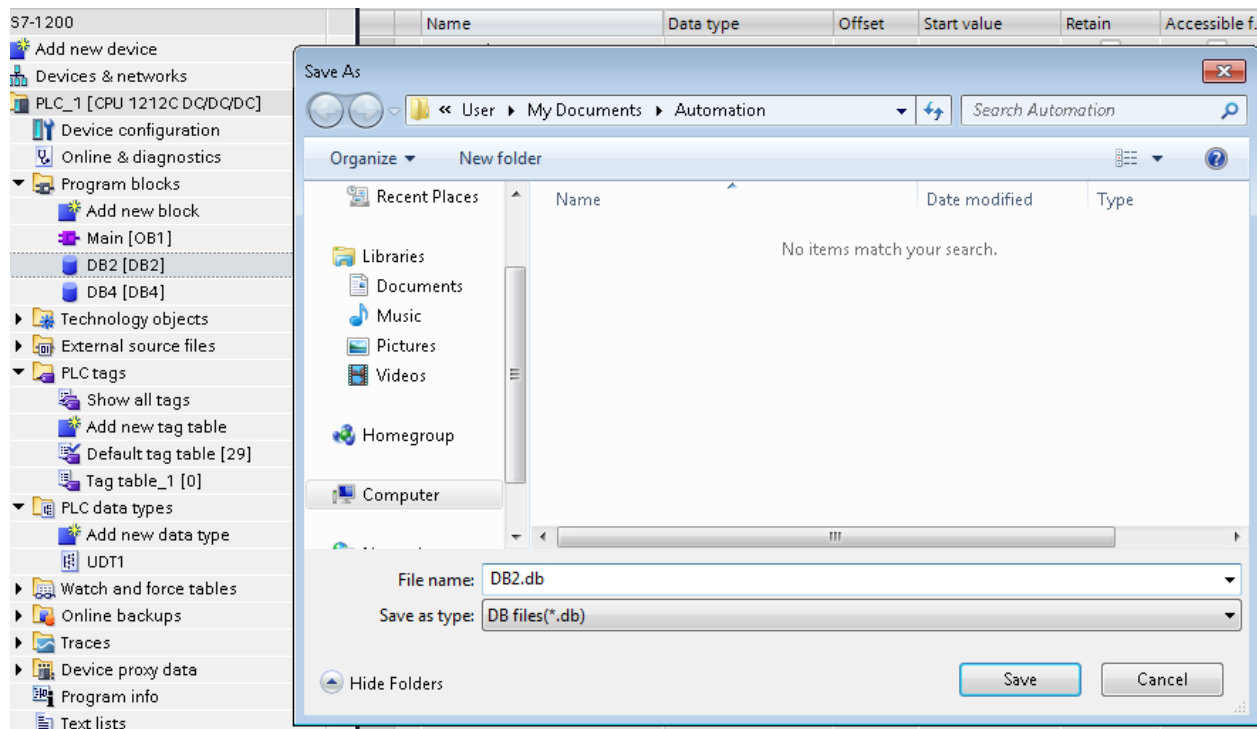 S7-1200
Add new device
Devices & networks
PLC_1 [CPU 1212C DC/DC/DC]
Device configuration
Online & diagnostics
Program blocks
Add new block
Main [OB1]
DB2 [DB2]
DB4 [DB4]
Technology objects
External source files
PLC tags
Show all tags
Add new tag table
Default tag table [29]
Tag table_1 [0]
PLC data types
Add new data type
UDT1
Watch and force tables
Online backups
Traces
Device proxy data
Program info
Text lists
Name Data type Offset Start value Retain Accessible f..
Save As
« User ▸ My Documents ▸ Automation
Search Automation
Organize New folder
Recent Places
Libraries
Documents
Music
Pictures
Videos
Homegroup
Computer
Name Date modified Type
No items match your search.
File name: DB2.db
Save as type: DB files(*.db)
Hide Folders
Save Cancel